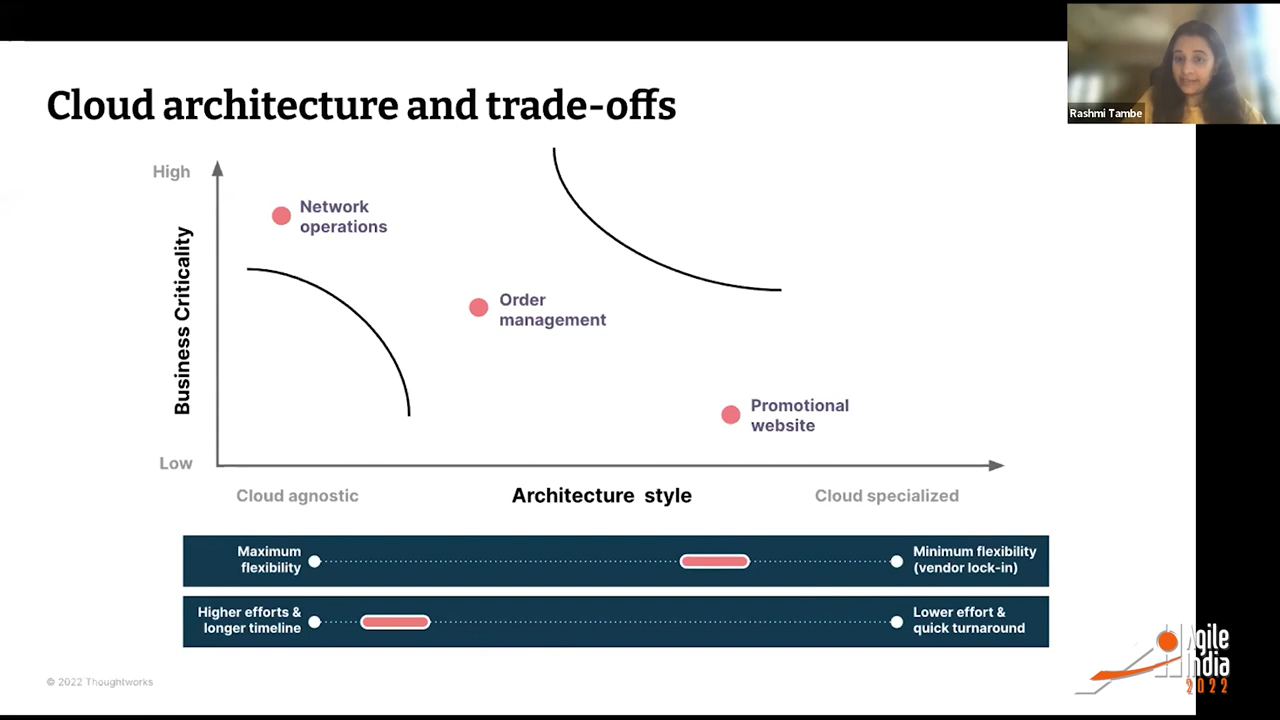 Rashmi Tambe
Cloud architecture and trade-offs
High
Business Criticality
Low
Network
operations
Order
management
Promotional
website
Cloud agnostic
Architecture style
Cloud specialized
Maximum
flexibility
Minimum flexibility
(vendor lock-in)
Higher efforts &
longer timeline
Lower effort &
quick turnaround
© 2022 Thoughtworks
Agile
India
2022